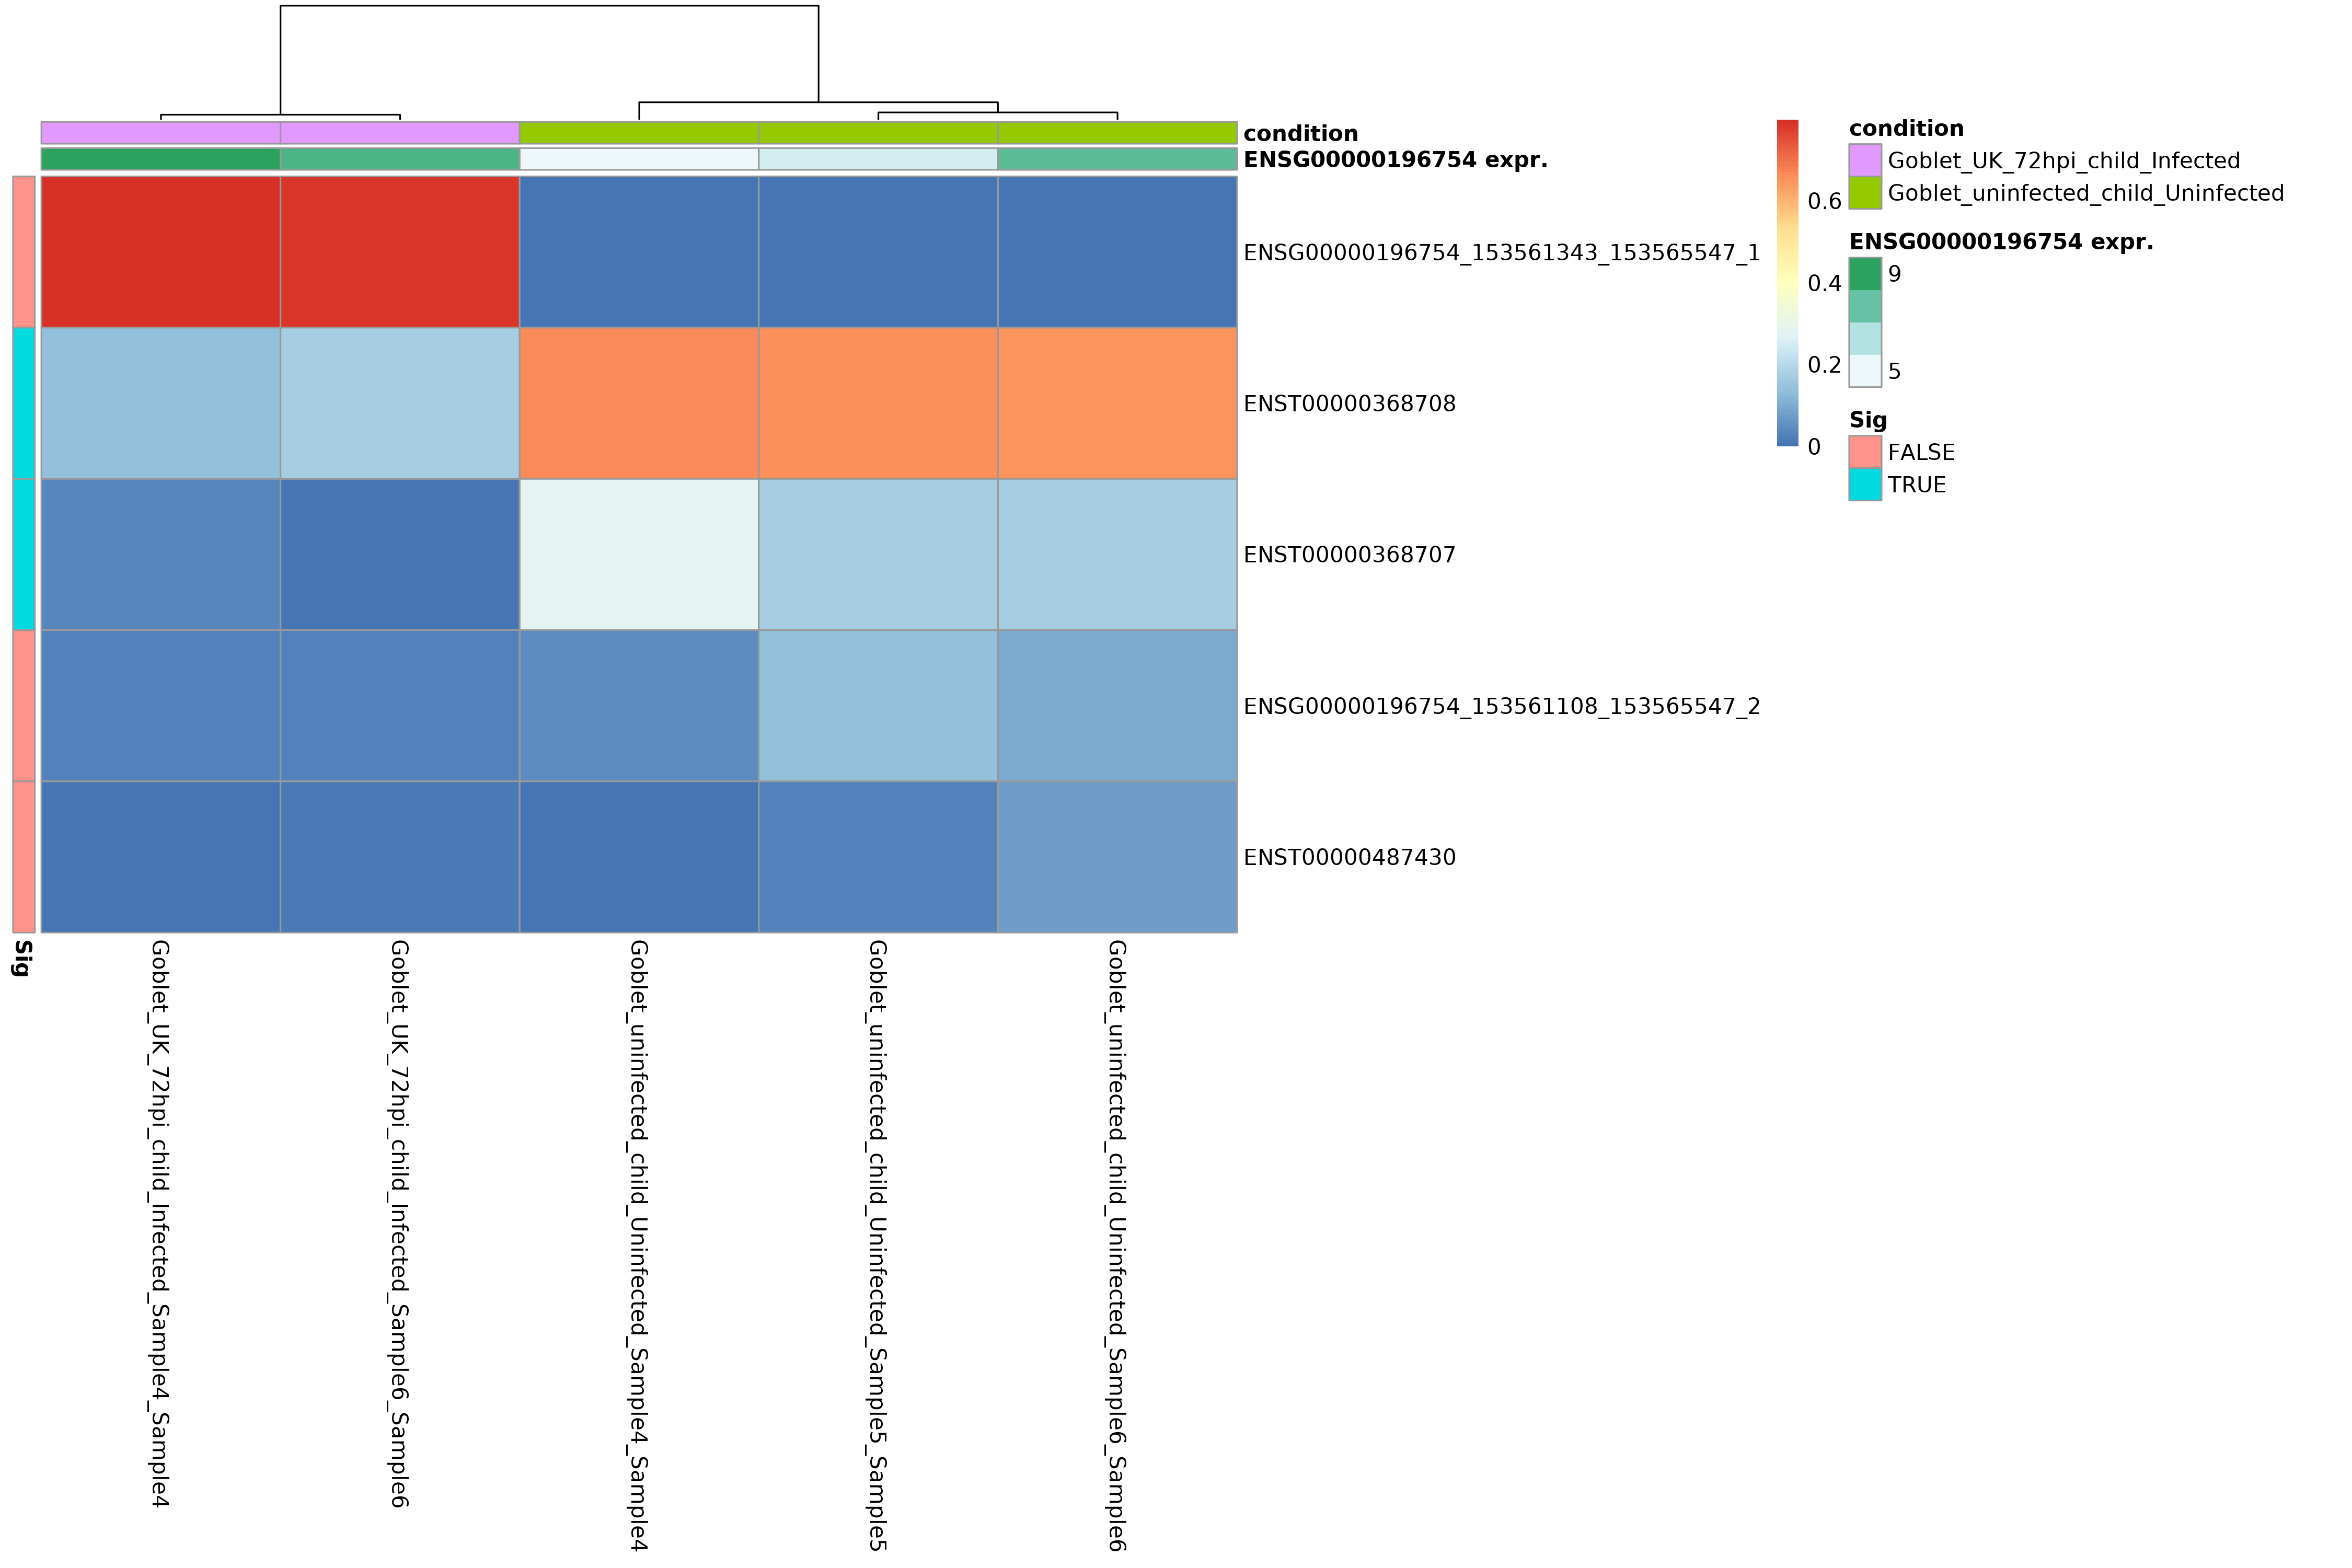 condition
ENSG00000196754 expr.
ENSG00000196754_153561343_153565547_1
ENST00000368708
ENST00000368707
ENSG00000196754_153561108_153565547_2
ENST00000487430
Sig
Goblet_UK_72hpi_child_Infected_Sample4_Sample4
Goblet_UK_72hpi_child_Infected_Sample6_Sample6
Goblet_uninfected_child_Uninfected_Sample4_Sample4
Goblet_uninfected_child_Uninfected_Sample5_Sample5
Goblet_uninfected_child_Uninfected_Sample6_Sample6
0.6
0.4
0.2
0
condition
Goblet_UK_72hpi_child_Infected
Goblet_uninfected_child_Uninfected
ENSG00000196754 expr.
9
5
Sig
FALSE
TRUE